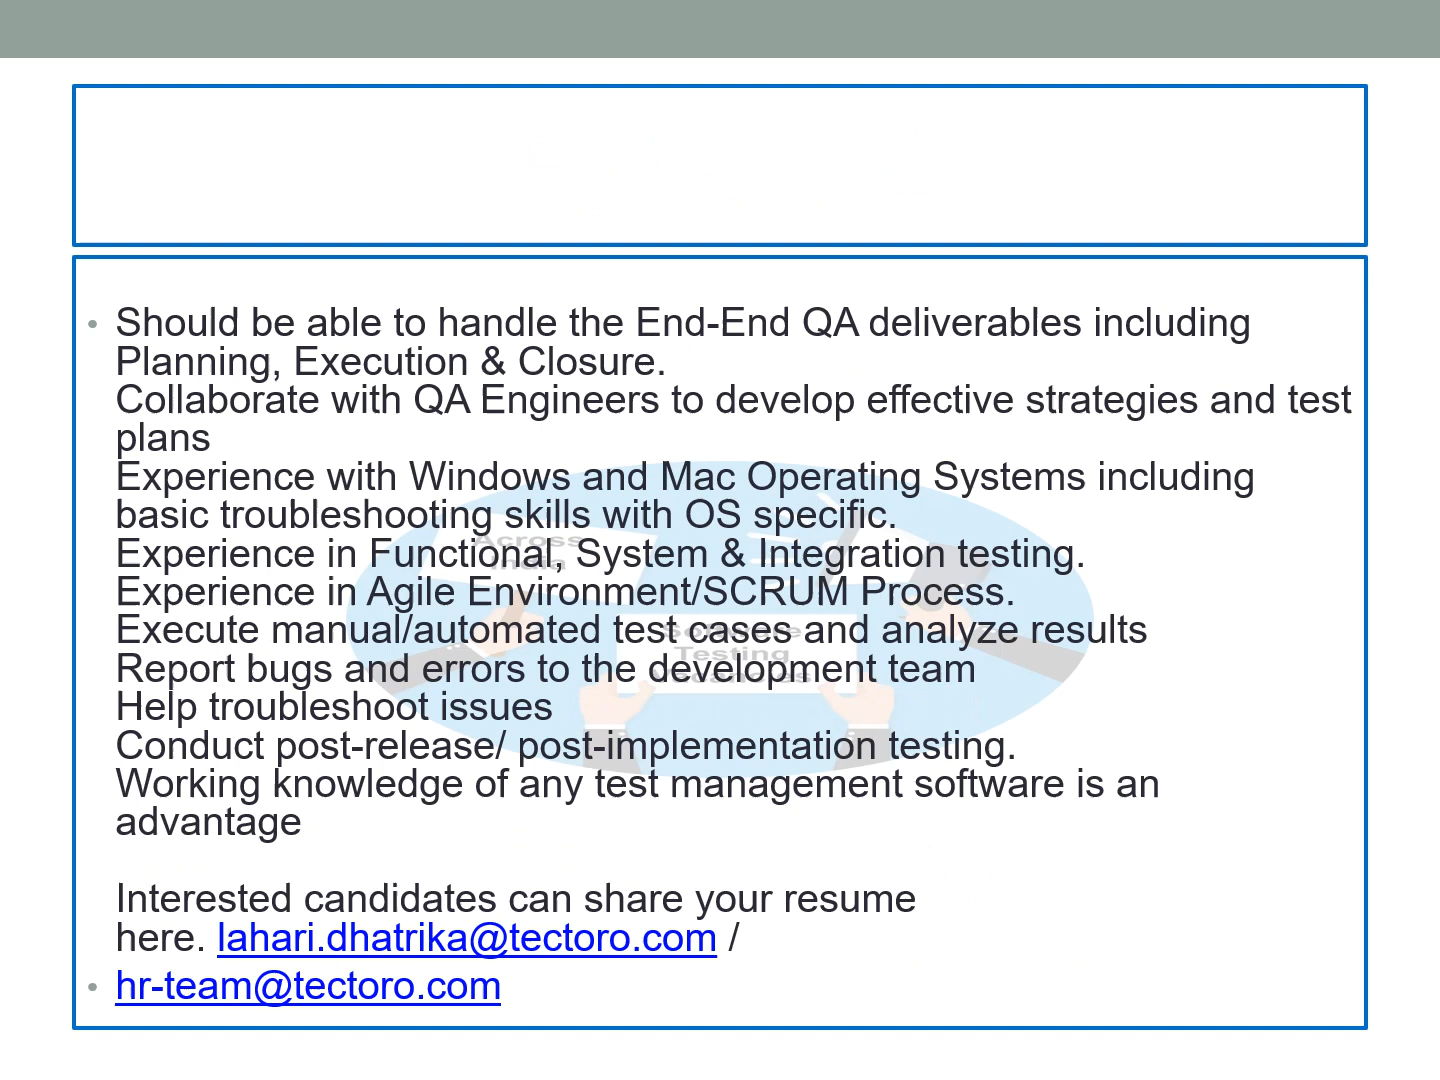 • Should be able to handle the End-End QA deliverables including
Planning, Execution & Closure.
Collaborate with QA Engineers to develop effective strategies and test
plans
Experience with Windows and Mac Operating Systems including
basic troubleshooting skills with OS specific.
Across
India
Experience in Functional, System & Integration testing.
Experience in Agile Environment/SCRUM Process.
Execute manual/automated test cases and analyze results
Software
Testing
Vacancies
Report bugs and errors to the development team
Help troubleshoot issues
Conduct post-release/ post-implementation testing.
Working knowledge of any test management software is an
advantage
Interested candidates can share your resume
here. lahari.dhatrika@tectoro.com /
• hr-team@tectoro.com